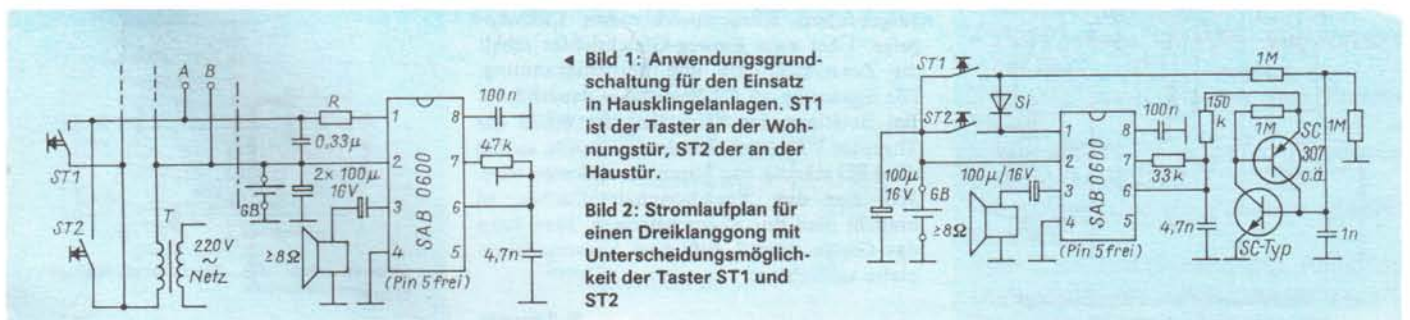 A B
ST1
ST2
T
220 V
~
Netz
R
0,33µ
2× 100µ
16V
GB
≥8Ω
1
2
3
4
8
7
6
5
SAB 0600
(Pin 5 frei)
100n
47k
4,7n
◄ Bild 1: Anwendungsgrund-
schaltung für den Einsatz
in Hausklingelanlagen. ST1
ist der Taster an der Woh-
nungstür, ST2 der an der
Haustür.
Bild 2: Stromlaufplan für
einen Dreiklanggong mit
Unterscheidungsmöglich-
keit der Taster ST1 und
ST2
ST1
ST2
Si
100µ
16V
GB
100µ/16V
≥8Ω
1
2
3
4
8
7
6
5
SAB 0600
(Pin 5 frei)
100n
33k
4,7n
150
k
1M
1M
1M
SC
307
o.ä.
SC-Typ
1n